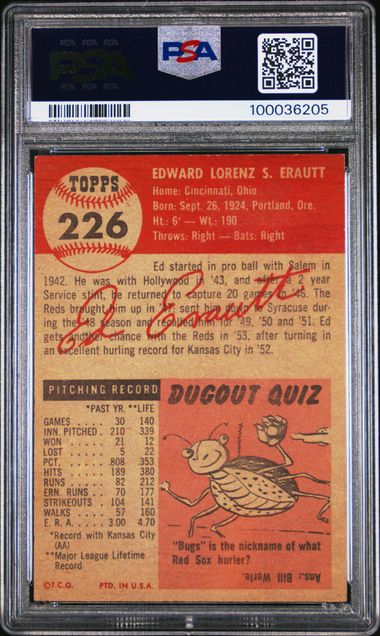 PSA
100036205
TOPPS
226
EDWARD LORENZ S. ERAUTT
Home: Cincinnati, Ohio
Born: Sept. 26, 1924, Portland, Ore.
Ht.: 6' — Wt.: 190
Throws: Right — Bats: Right
Ed started in pro ball with Salem in
1942. He was with Hollywood in '43, and after a 2 year
Service stint, he returned to capture 20 games in '46. The
Reds brought him up in '47, sent him down to Syracuse dur-
ing the '48 season and recalled him for '49, '50 and '51. Ed
gets another chance with the Reds in '53, after turning in
an excellent hurling record for Kansas City in '52.
Ed Erautt
PITCHING RECORD
*PAST YR. **LIFE
GAMES 30 140
INN. PITCHED 210 339
WON 21 12
LOST 5 22
PCT. .808 .353
HITS 189 380
RUNS 82 212
ERN. RUNS 70 177
STRIKEOUTS 104 141
WALKS 57 160
E. R. A. 3.00 4.70
*Record with Kansas City
(AA)
**Major League Lifetime
Record
DUGOUT QUIZ
"Bugs" is the nickname of what
Red Sox hurler?
Ans.: Bill Werle.
©T.C.G. PTD. IN U.S.A.